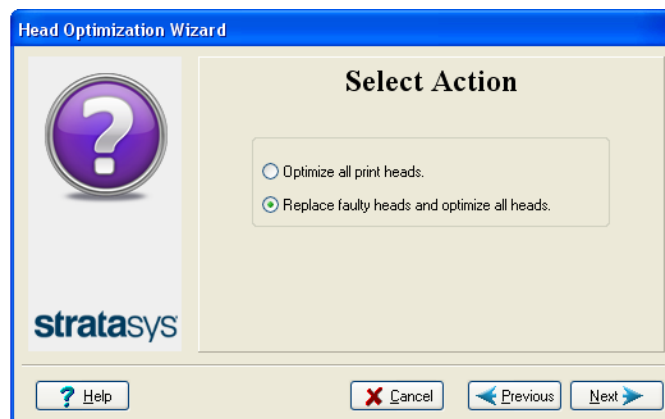 Head Optimization Wizard
Select Action
Optimize all print heads.
Replace faulty heads and optimize all heads.
stratasys
Help
Cancel
Previous
Next